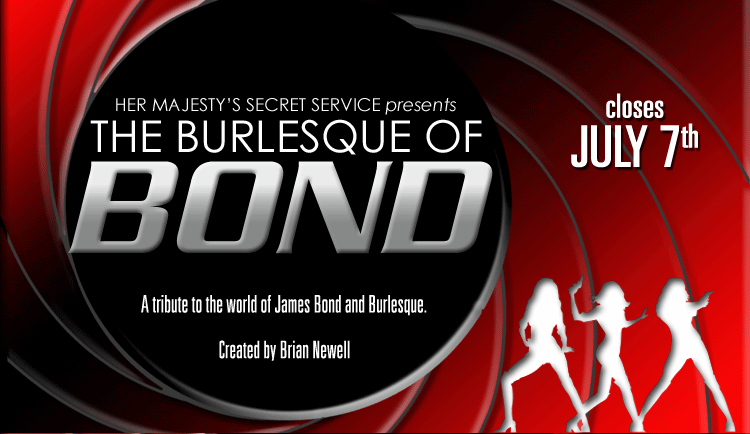 HER MAJESTY'S SECRET SERVICE presents
THE BURLESQUE OF
BOND
A tribute to the world of James Bond and Burlesque.
Created by Brian Newell
closes
JULY 7th